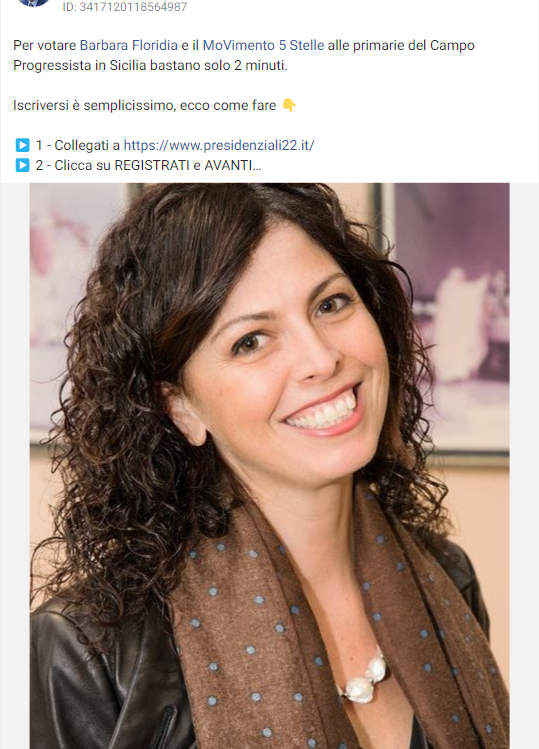 ID: 3417120118564987
Per votare Barbara Floridia e il MoVimento 5 Stelle alle primarie del Campo
Progressista in Sicilia bastano solo 2 minuti.
Iscriversi è semplicissimo, ecco come fare 👇
▶️ 1 - Collegati a https://www.presidenziali22.it/
▶️ 2 - Clicca su REGISTRATI e AVANTI...